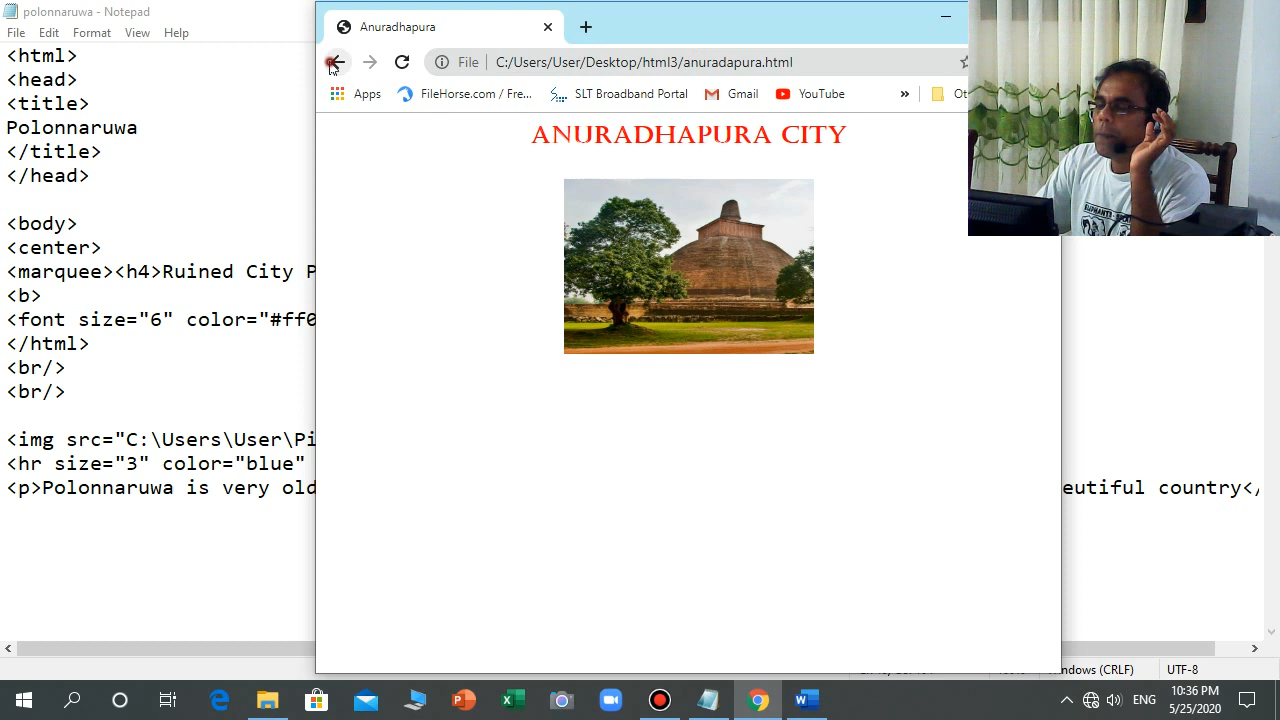 polonnaruwa - Notepad
File Edit Format View Help
<html>
<head>
<title>
Polonnaruwa
</title>
</head>
<body>
<center>
<marquee><h4>Ruined City P
<b>
<font size="6" color="#ff0
</html>
<br/>
<br/>
<img src="C:\Users\User\Pi
<hr size="3" color="blue"
<p>Polonnaruwa is very old
eutiful country</
Anuradhapura
File C:/Users/User/Desktop/html3/anuradapura.html
Apps FileHorse.com / Fre... SLT Broadband Portal Gmail YouTube » Ot
ANURADHAPURA CITY
ndows (CRLF) UTF-8
ENG
10:36 PM
5/25/2020